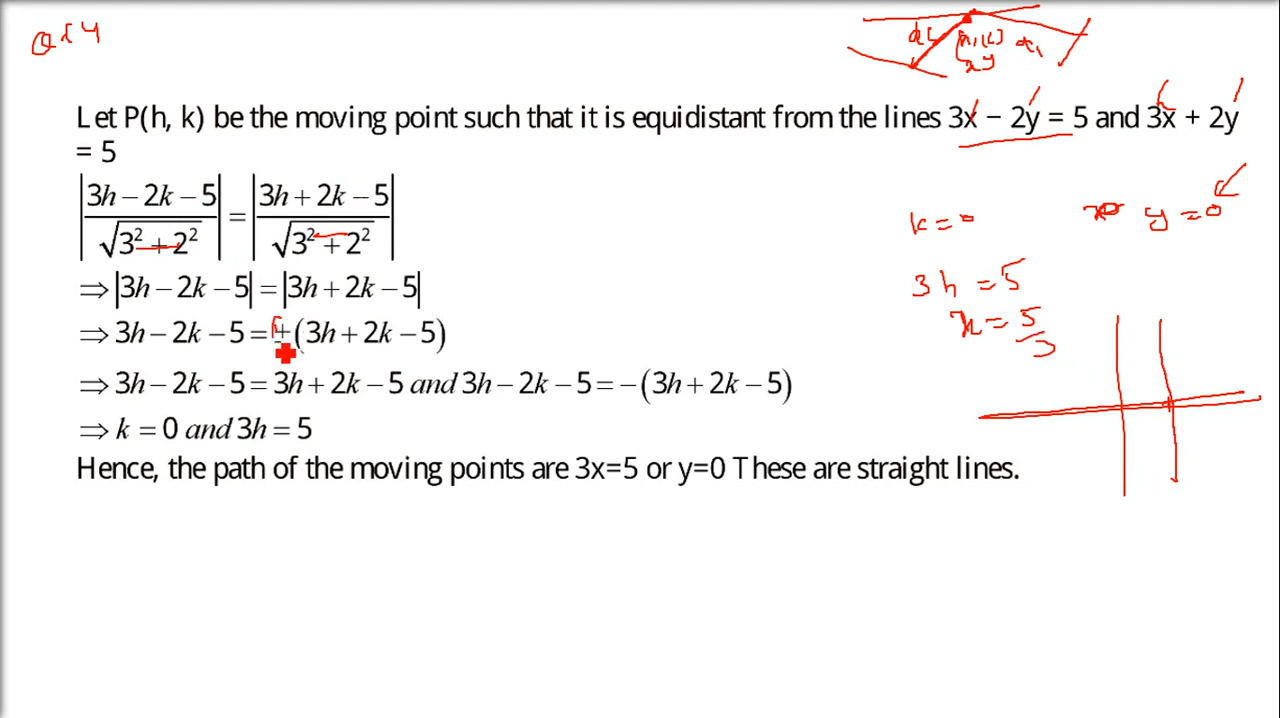 Let P(h, k) be the moving point such that it is equidistant from the lines 3x − 2y = 5 and 3x + 2y
= 5
|3h − 2k − 5 / √3² + 2²| = |3h + 2k − 5 / √3² + 2²|
k = 0
y = 0
⇒ |3h − 2k − 5| = |3h + 2k − 5|
3h = 5
⇒ 3h − 2k − 5 = ±(3h + 2k − 5)
x = 5/3
⇒ 3h − 2k − 5 = 3h + 2k − 5 and 3h − 2k − 5 = −(3h + 2k − 5)
⇒ k = 0 and 3h = 5
Hence, the path of the moving points are 3x=5 or y=0 These are straight lines.